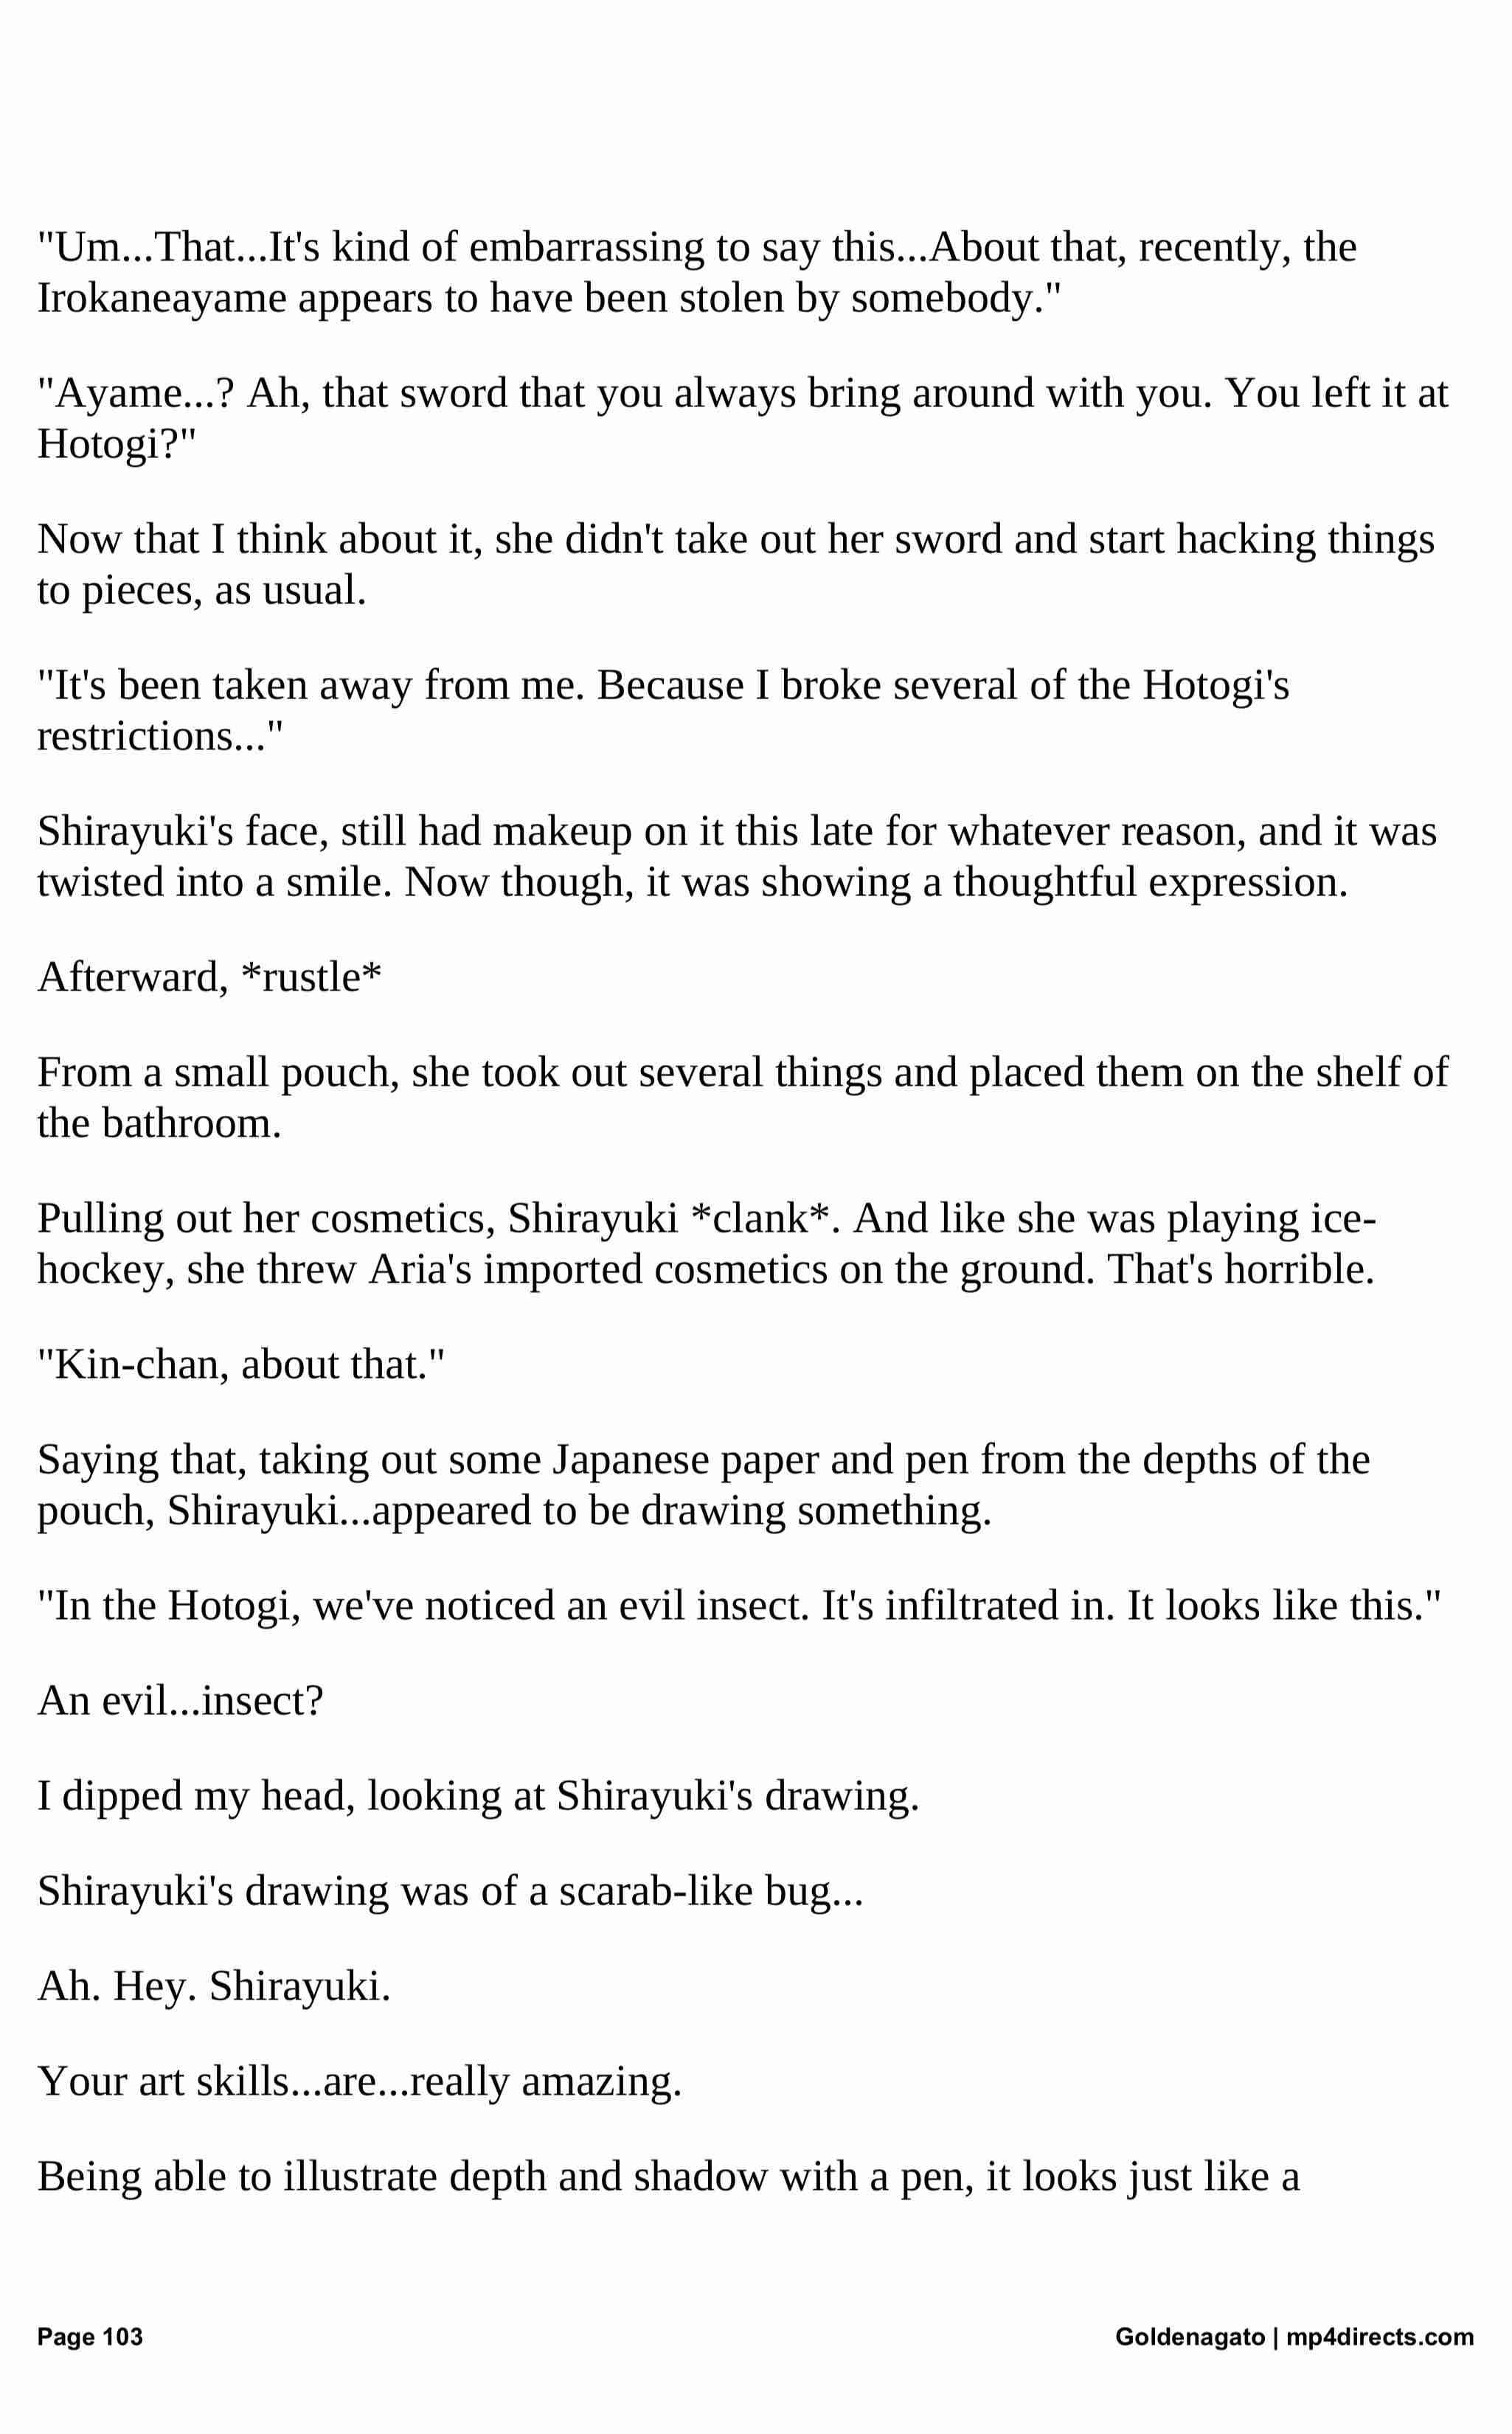 "Um...That...It's kind of embarrassing to say this...About that, recently, the
Irokaneayame appears to have been stolen by somebody."
"Ayame...? Ah, that sword that you always bring around with you. You left it at
Hotogi?"
Now that I think about it, she didn't take out her sword and start hacking things
to pieces, as usual.
"It's been taken away from me. Because I broke several of the Hotogi's
restrictions..."
Shirayuki's face, still had makeup on it this late for whatever reason, and it was
twisted into a smile. Now though, it was showing a thoughtful expression.
Afterward, *rustle*
From a small pouch, she took out several things and placed them on the shelf of
the bathroom.
Pulling out her cosmetics, Shirayuki *clank*. And like she was playing ice-
hockey, she threw Aria's imported cosmetics on the ground. That's horrible.
"Kin-chan, about that."
Saying that, taking out some Japanese paper and pen from the depths of the
pouch, Shirayuki...appeared to be drawing something.
"In the Hotogi, we've noticed an evil insect. It's infiltrated in. It looks like this."
An evil...insect?
I dipped my head, looking at Shirayuki's drawing.
Shirayuki's drawing was of a scarab-like bug...
Ah. Hey. Shirayuki.
Your art skills...are...really amazing.
Being able to illustrate depth and shadow with a pen, it looks just like a
Page 103
Goldenagato | mp4directs.com